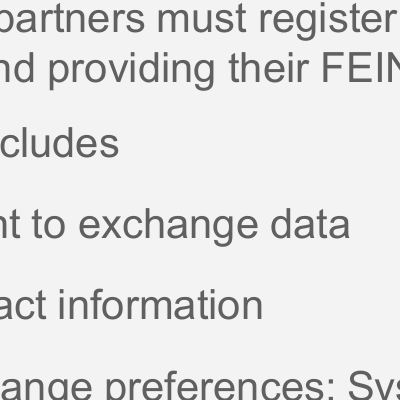 partners must register
nd providing their FEIN
cludes
nt to exchange data
act information
ange preferences: Sys